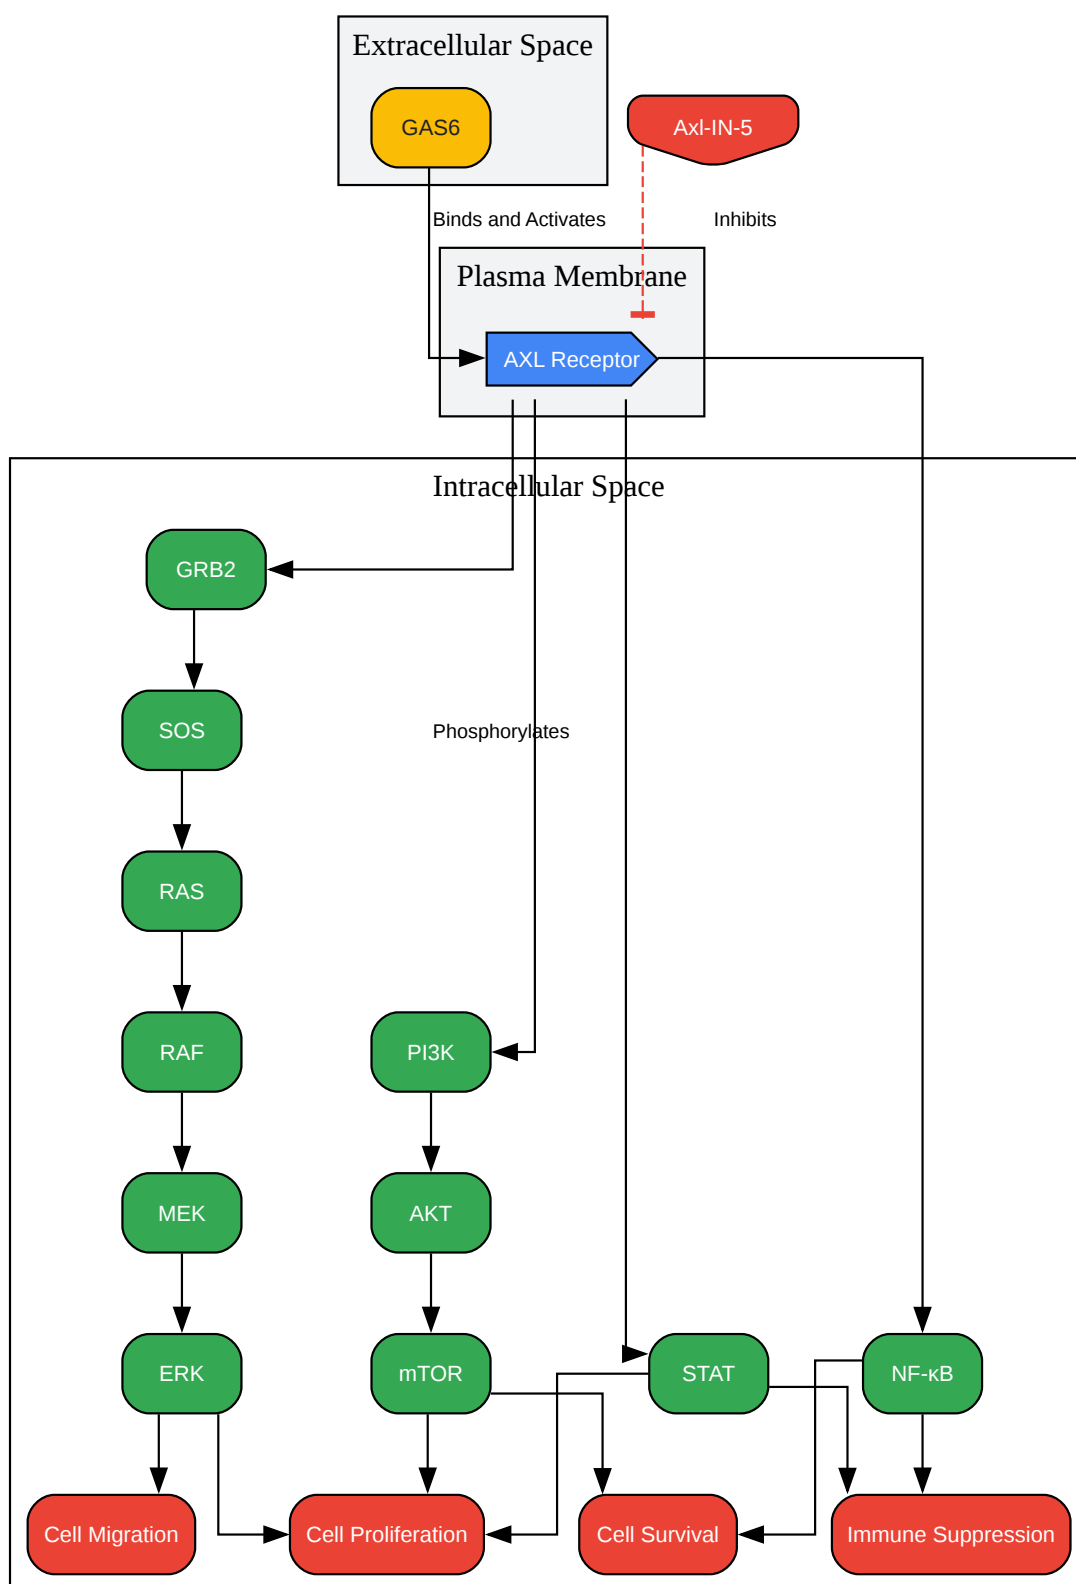 Extracellular Space
GAS6
Axl-IN-5
Binds and Activates
Inhibits
Plasma Membrane
AXL Receptor
Intracellular Space
GRB2
SOS
Phosphorylates
RAS
RAF
PI3K
MEK
AKT
ERK
mTOR
STAT
NF-κB
Cell Migration
Cell Proliferation
Cell Survival
Immune Suppression